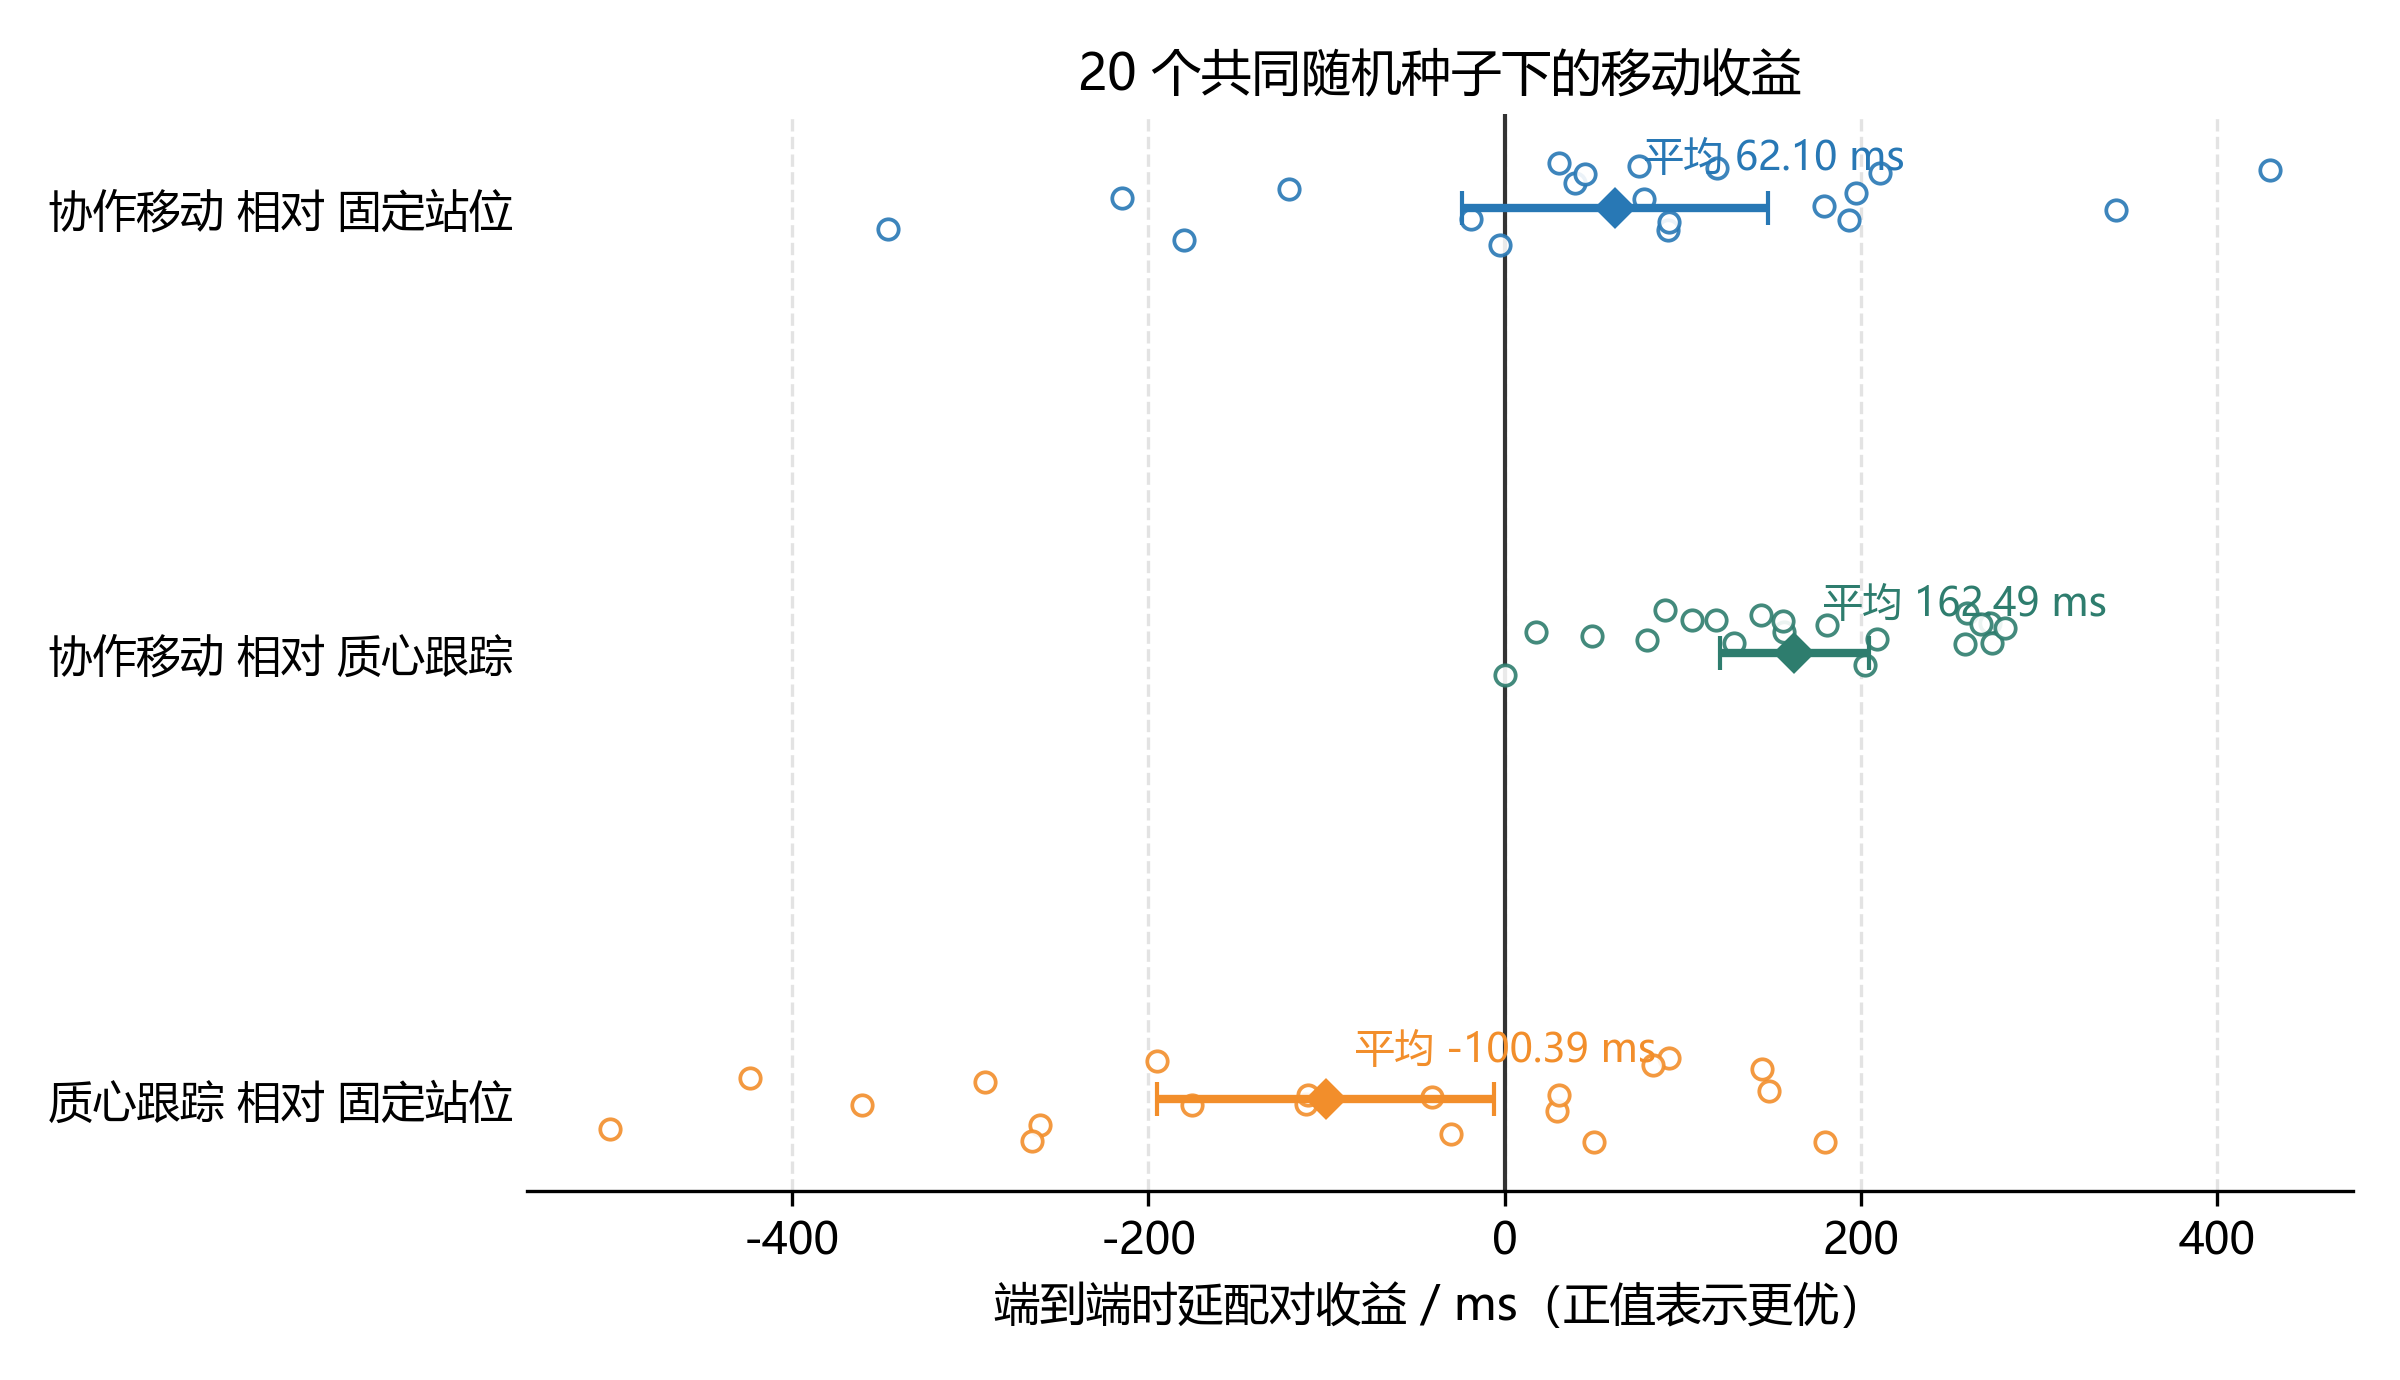 20 个共同随机种子下的移动收益
平均 62.10 ms
协作移动 相对 固定站位
平均 162.49 ms
协作移动 相对 质心跟踪
平均 -100.39 ms
质心跟踪 相对 固定站位
-400 -200 0 200 400
端到端时延配对收益 / ms（正值表示更优）